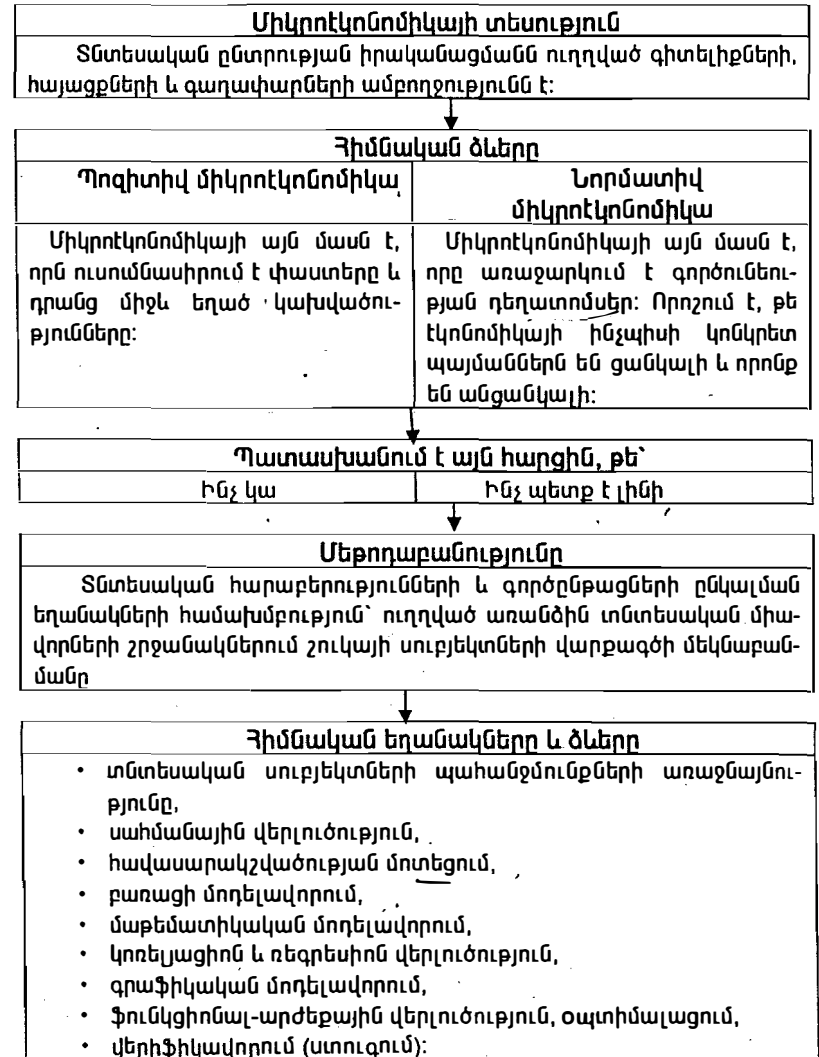 Միկրոէկոնոմիկայի տեսություն
Տնտեսական ընտրության իրականացմանն ուղղված գիտելիքների,
հայացքների և գաղափարների ամբողջությունն է:
Հիմնական ձևերը
Պոզիտիվ միկրոէկոնոմիկա
Միկրոէկոնոմիկայի այն մասն է,
որն ուսումնասիրում է փաստերը և
դրանց միջև եղած կախվածու-
թյունները:
Նորմատիվ
միկրոէկոնոմիկա
Միկրոէկոնոմիկայի այն մասն է,
որը առաջարկում է գործունեու-
թյան դեղատոմսեր: Որոշում է, թե
էկոնոմիկայի ինչպիսի կոնկրետ
պայմաններն են ցանկալի և որոնք
են անցանկալի:
Պատասխանում է այն հարցին, թե՝
Ինչ կա
Ինչ պետք է լինի
Մեթոդաբանությունը
Տնտեսական հարաբերությունների և գործընթացների ընկալման
եղանակների համախմբություն՝ ուղղված առանձին տնտեսական միա-
վորների շրջանակներում շուկայի սուբյեկտների վարքագծի մեկնաբան-
մանը
Հիմնական եղանակները և ձևերը
• տնտեսական սուբյեկտների պահանջմունքների առաջնայնու-
թյունը,
• սահմանային վերլուծություն,
• հավասարակշվածության մոտեցում,
• բառացի մոդելավորում,
• մաթեմատիկական մոդելավորում,
• կոռելյացիոն և ռեգրեսիոն վերլուծություն,
• գրաֆիկական մոդելավորում,
• ֆունկցիոնալ-արժեքային վերլուծություն, օպտիմալացում,
• վերիֆիկավորում (ստուգում):